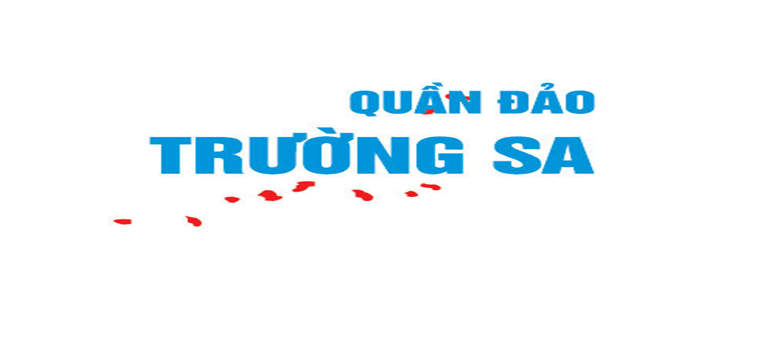 QUẦN ĐẢO
TRƯỜNG SA